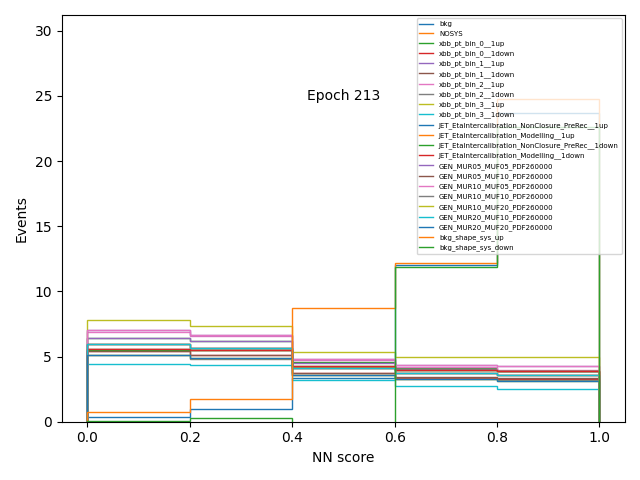 bkg
NOSYS
xbb_pt_bin_0__1up
xbb_pt_bin_0__1down
xbb_pt_bin_1__1up
xbb_pt_bin_1__1down
xbb_pt_bin_2__1up
xbb_pt_bin_2__1down
xbb_pt_bin_3__1up
xbb_pt_bin_3__1down
JET_EtaIntercalibration_NonClosure_PreRec__1up
JET_EtaIntercalibration_Modelling__1up
JET_EtaIntercalibration_NonClosure_PreRec__1down
JET_EtaIntercalibration_Modelling__1down
GEN_MUR05_MUF05_PDF260000
GEN_MUR05_MUF10_PDF260000
GEN_MUR10_MUF05_PDF260000
GEN_MUR10_MUF10_PDF260000
GEN_MUR10_MUF20_PDF260000
GEN_MUR20_MUF10_PDF260000
GEN_MUR20_MUF20_PDF260000
bkg_shape_sys_up
bkg_shape_sys_down
Epoch 213
Events
30
25
20
15
10
5
0
0.0 0.2 0.4 0.6 0.8 1.0
NN score